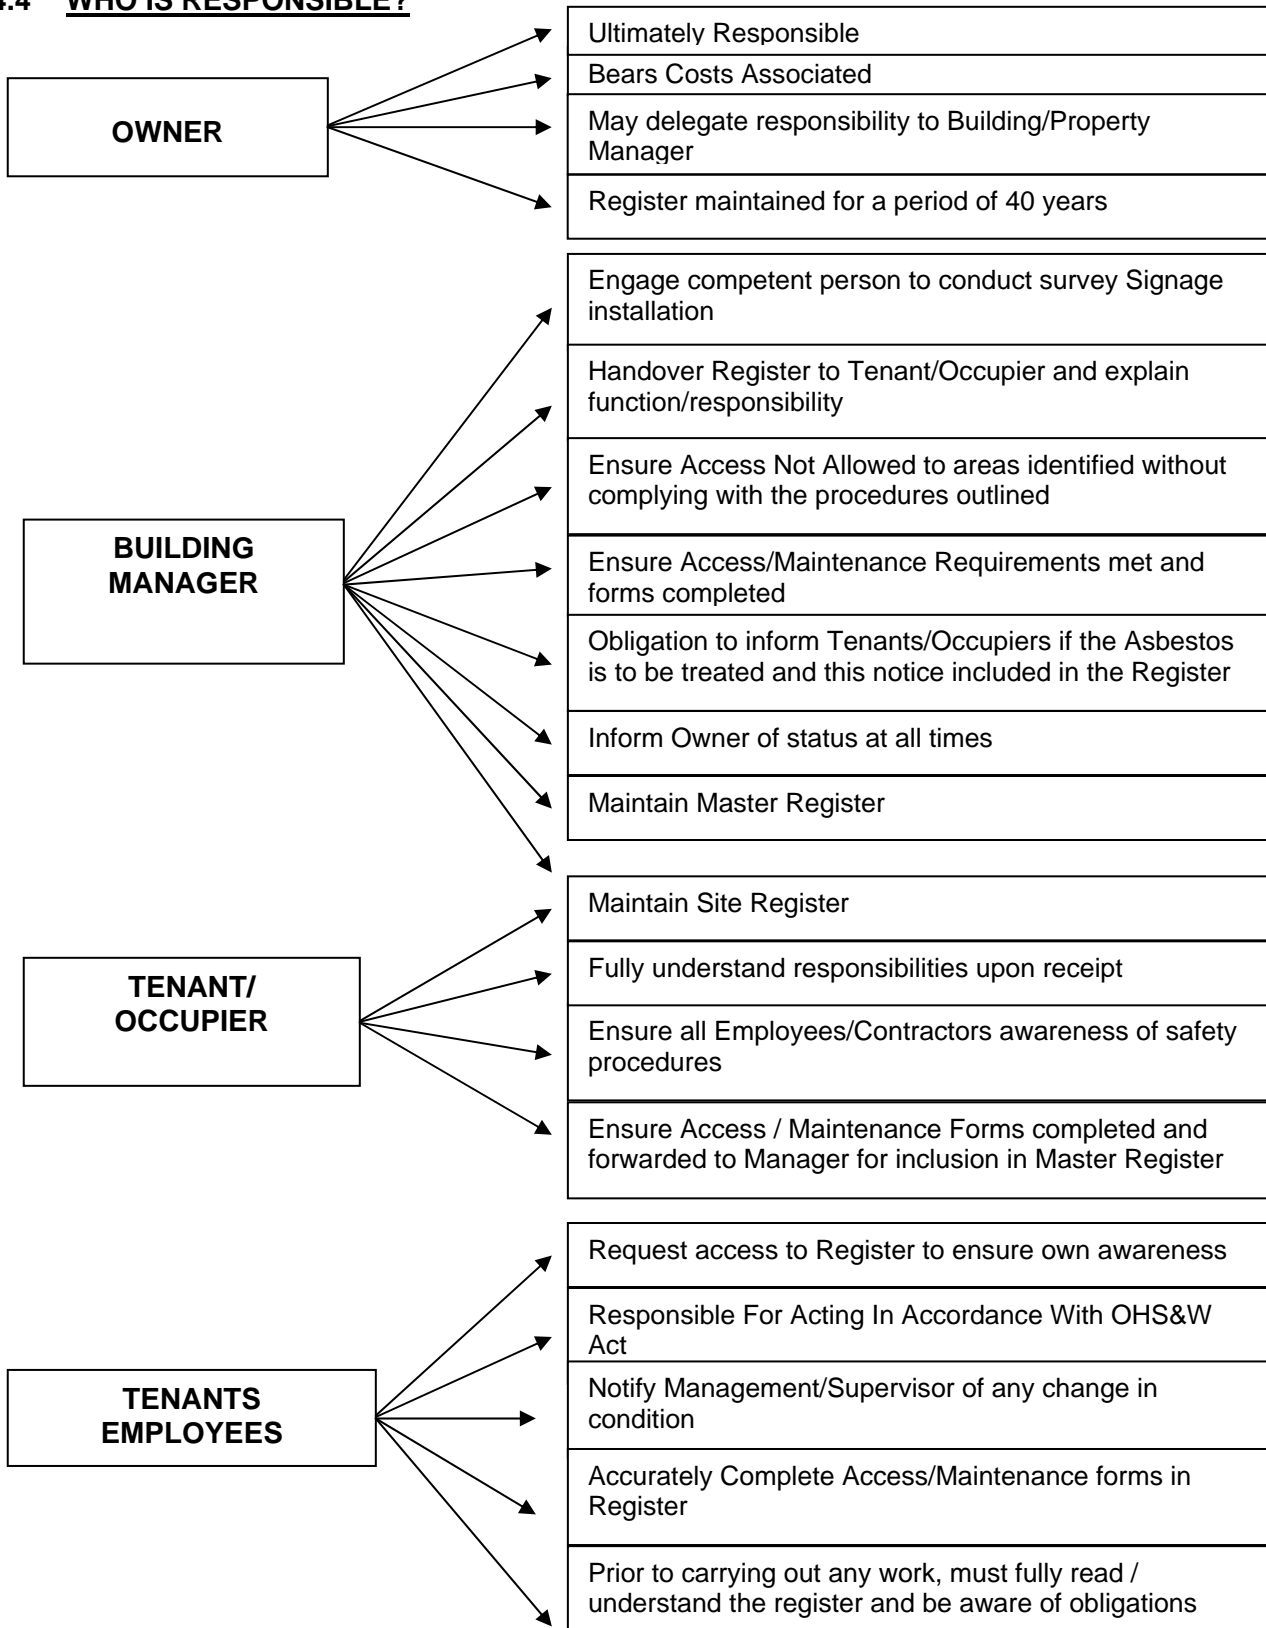 4.4 WHO IS RESPONSIBLE?
OWNER
Ultimately Responsible
Bears Costs Associated
May delegate responsibility to Building/Property
Manager
Register maintained for a period of 40 years
BUILDING
MANAGER
Engage competent person to conduct survey Signage
installation
Handover Register to Tenant/Occupier and explain
function/responsibility
Ensure Access Not Allowed to areas identified without
complying with the procedures outlined
Ensure Access/Maintenance Requirements met and
forms completed
Obligation to inform Tenants/Occupiers if the Asbestos
is to be treated and this notice included in the Register
Inform Owner of status at all times
Maintain Master Register
TENANT/
OCCUPIER
Maintain Site Register
Fully understand responsibilities upon receipt
Ensure all Employees/Contractors awareness of safety
procedures
Ensure Access / Maintenance Forms completed and
forwarded to Manager for inclusion in Master Register
TENANTS
EMPLOYEES
Request access to Register to ensure own awareness
Responsible For Acting In Accordance With OHS&W
Act
Notify Management/Supervisor of any change in
condition
Accurately Complete Access/Maintenance forms in
Register
Prior to carrying out any work, must fully read /
understand the register and be aware of obligations